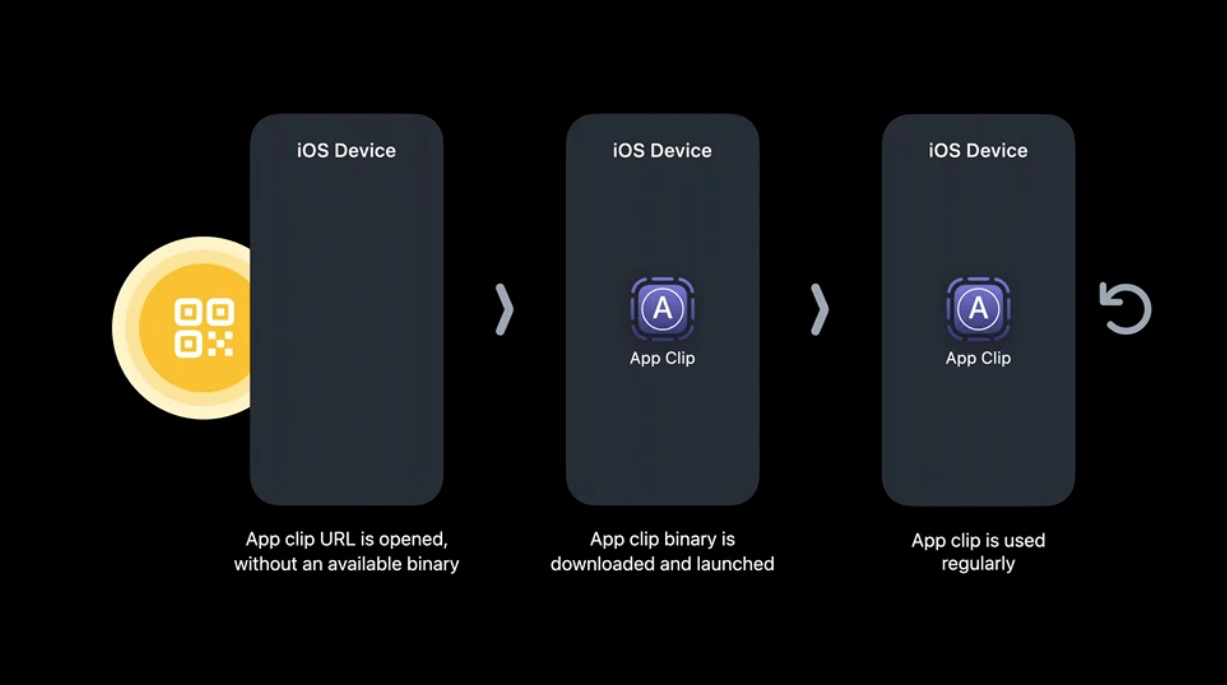 iOS Device
App clip URL is opened,
without an available binary
iOS Device
A
App Clip
App clip binary is
downloaded and launched
iOS Device
A
App Clip
App clip is used
regularly